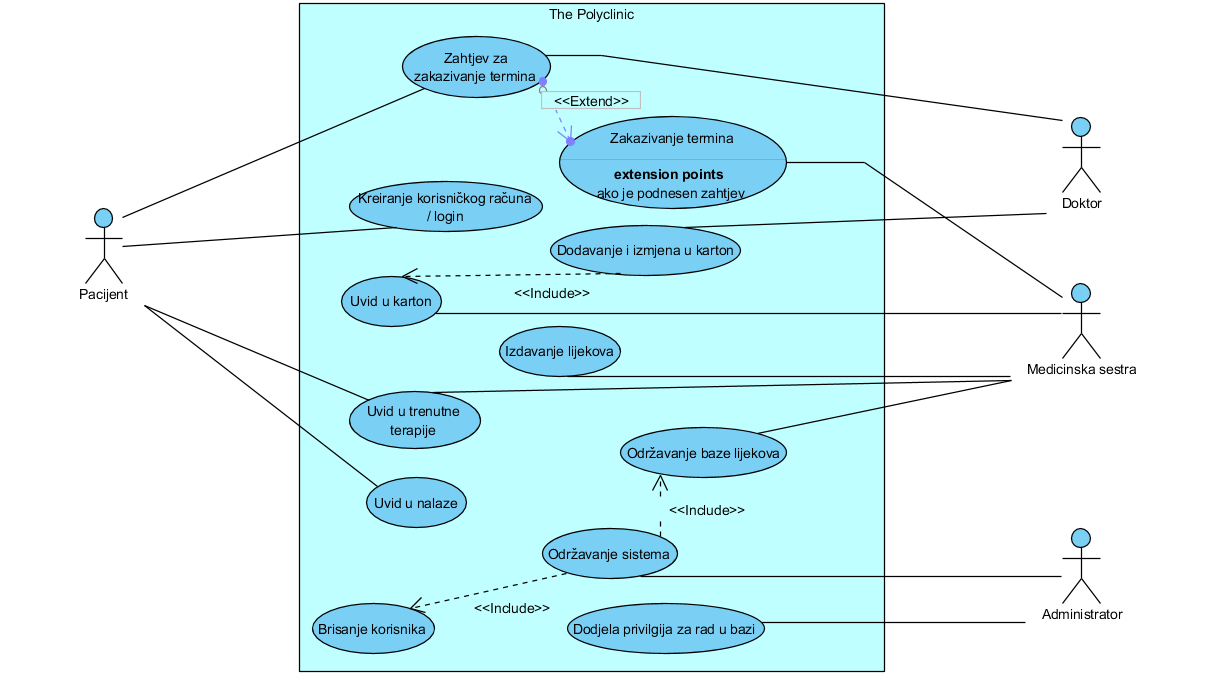 The Polyclinic
Zahtjev za
zakazivanje termina
<<Extend>>
Zakazivanje termina
extension points
ako je podnesen zahtjev
Doktor
Kreiranje korisničkog računa
/ login
Dodavanje i izmjena u karton
Pacijent
<<Include>>
Uvid u karton
Izdavanje lijekova
Medicinska sestra
Uvid u trenutne
terapije
Održavanje baze lijekova
Uvid u nalaze
<<Include>>
Održavanje sistema
<<Include>>
Administrator
Brisanje korisnika
Dodjela privilgija za rad u bazi